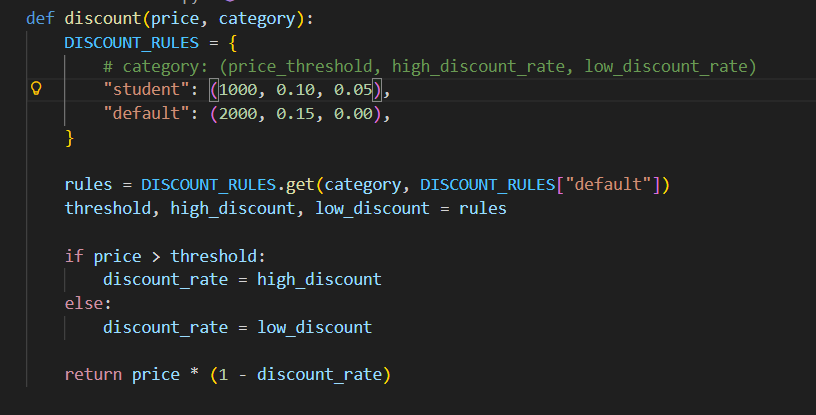 def discount(price, category):
    DISCOUNT_RULES = {
        # category: (price_threshold, high_discount_rate, low_discount_rate)
        "student": (1000, 0.10, 0.05),
        "default": (2000, 0.15, 0.00),
    }

    rules = DISCOUNT_RULES.get(category, DISCOUNT_RULES["default"])
    threshold, high_discount, low_discount = rules

    if price > threshold:
        discount_rate = high_discount
    else:
        discount_rate = low_discount

    return price * (1 - discount_rate)